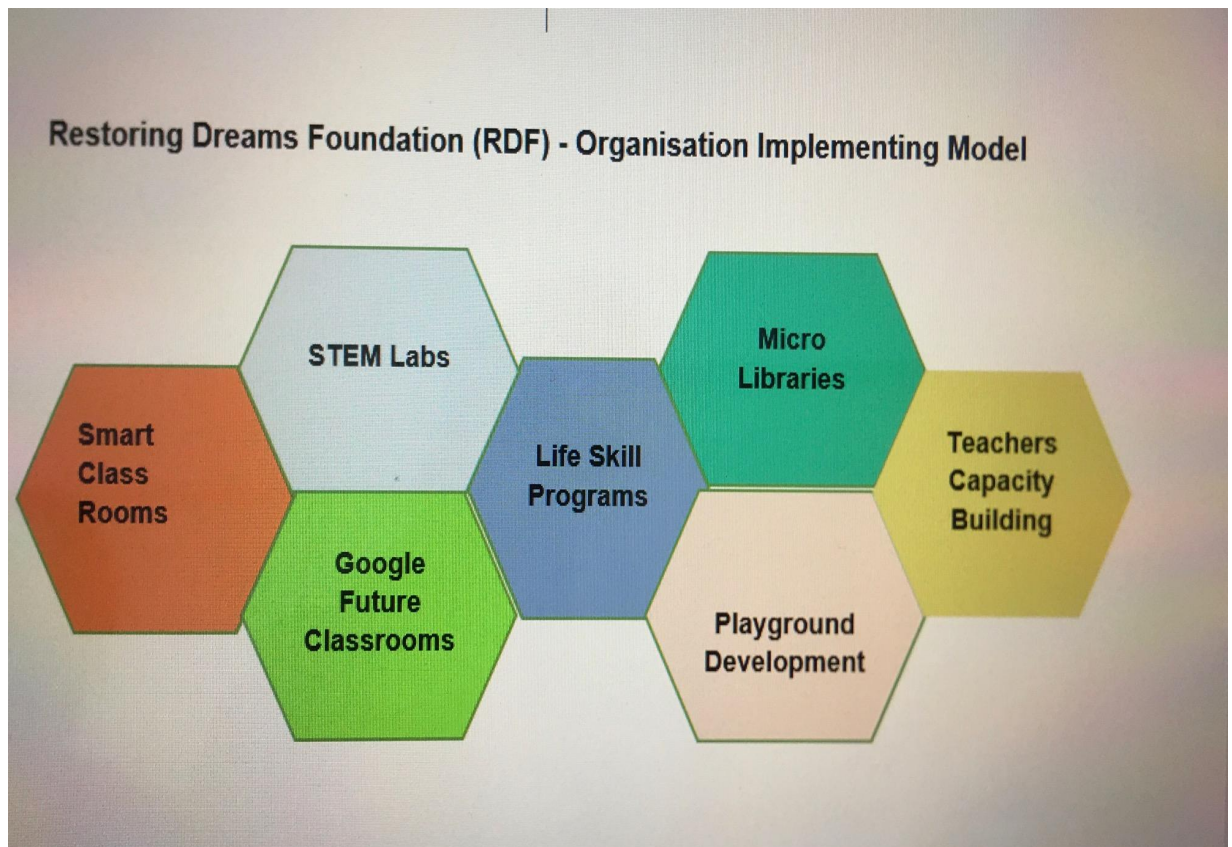 Restoring Dreams Foundation (RDF) - Organisation Implementing Model
STEM Labs
Micro
Libraries
Smart
Class
Rooms
Life Skill
Programs
Teachers
Capacity
Building
Google
Future
Classrooms
Playground
Development